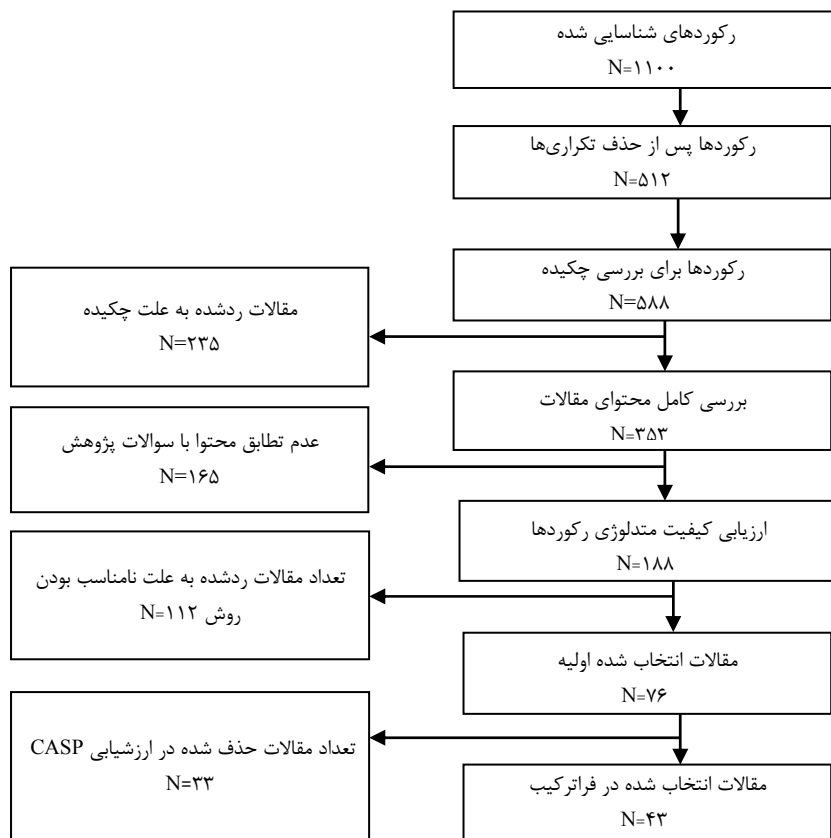 رکوردهای شناسایی شده
N=۱۱۰۰
رکوردها پس از حذف تکراری‌ها
N=۵۱۲
رکوردها برای بررسی چکیده
N=۵۸۸
مقالات ردشده به علت چکیده
N=۲۳۵
بررسی کامل محتوای مقالات
N=۳۵۳
عدم تطابق محتوا با سوالات پژوهش
N=۱۶۵
ارزیابی کیفیت متدلوژی رکوردها
N=۱۸۸
تعداد مقالات ردشده به علت نامناسب بودن
روش N=۱۱۲
مقالات انتخاب شده اولیه
N=۷۶
تعداد مقالات حذف شده در ارزشیابی CASP
N=۳۳
مقالات انتخاب شده در فراترکیب
N=۴۳